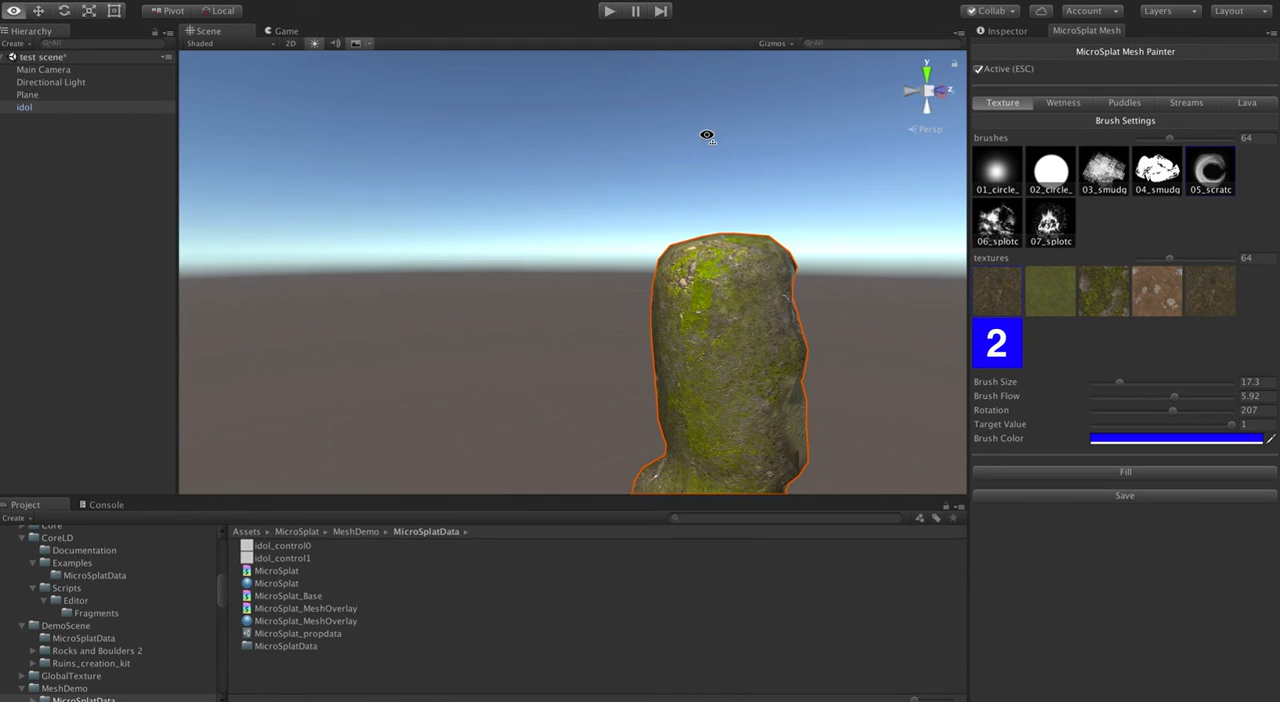 Pivot Local Collab Account Layers Layout
Hierarchy
Create All
test scene*
Main Camera
Directional Light
Plane
idol
Scene Game
Shaded 2D Gizmos All
y
z
Persp
Inspector MicroSplat Mesh
MicroSplat Mesh Painter
Active (ESC)
Texture Wetness Puddles Streams Lava
Brush Settings
brushes 64
01_circle_ 02_circle_ 03_smudg 04_smudg 05_scratc
06_splotc 07_splotc
textures 64
2
Brush Size 17.3
Brush Flow 5.92
Rotation 207
Target Value 1
Brush Color
Fill
Save
Project Console
Create
Core
CoreLD
Documentation
Examples
MicroSplatData
Scripts
Editor
Fragments
DemoScene
MicroSplatData
Rocks and Boulders 2
Ruins_creation_kit
GlobalTexture
MeshDemo
MicroSplatData
Assets MicroSplat MeshDemo MicroSplatData
idol_control0
idol_control1
MicroSplat
MicroSplat
MicroSplat_Base
MicroSplat_MeshOverlay
MicroSplat_MeshOverlay
MicroSplat_propdata
MicroSplatData